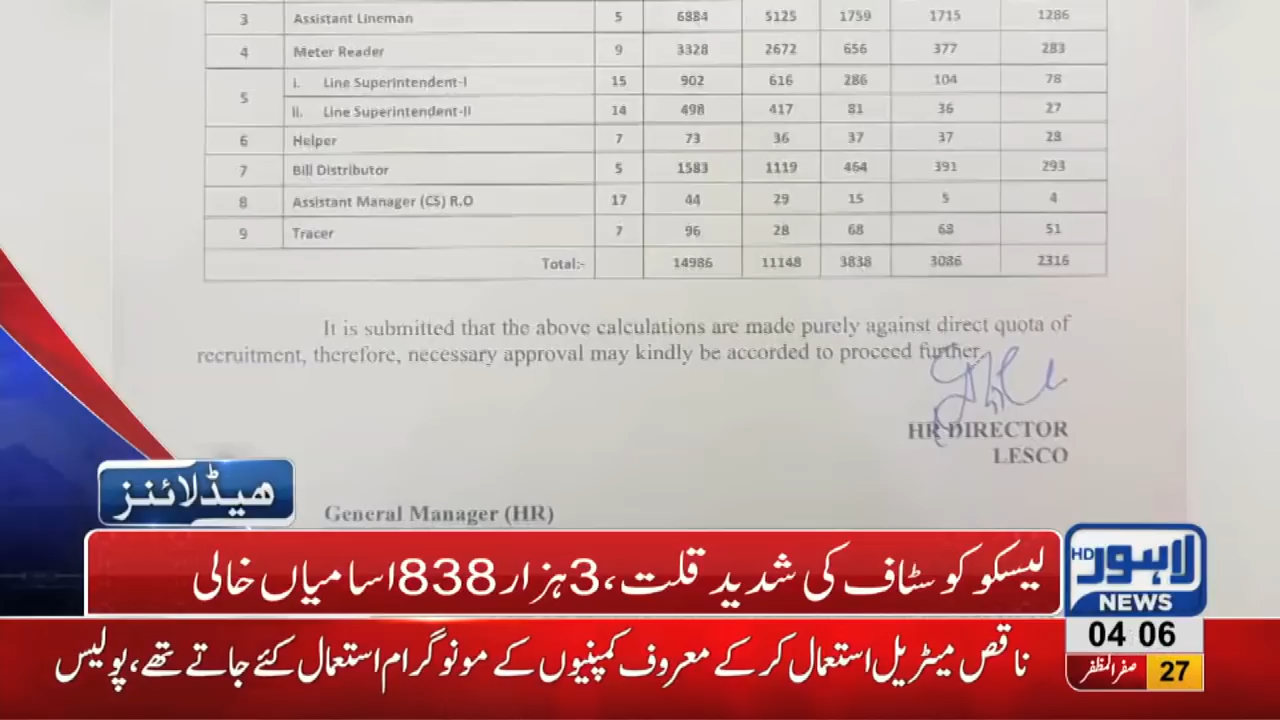 3 Assistant Lineman 5 6884 5125 1759 1715 1286
4 Meter Reader 9 3328 2672 656 377 283
5 i. Line Superintendent-I 15 902 616 286 104 78
ii. Line Superintendent-II 14 498 417 81 36 27
6 Helper 7 73 36 37 37 28
7 Bill Distributor 5 1583 1119 464 391 293
8 Assistant Manager (CS) R.O 17 44 29 15 5 4
9 Tracer 7 96 28 68 68 51
Total:- 14986 11148 3838 3086 2316
It is submitted that the above calculations are made purely against direct quota of
recruitment, therefore, necessary approval may kindly be accorded to proceed further.
HR DIRECTOR
LESCO
General Manager (HR)
ہیڈلائنز
لیسکو کو سٹاف کی شدید قلت، 3 ہزار 838 اسامیاں خالی
لاہور HD
NEWS
04 06
27 صفر المظفر
ناقص میٹریل استعمال کر کے معروف کمپنیوں کے مونوگرام استعمال کئے جاتے تھے، پولیس